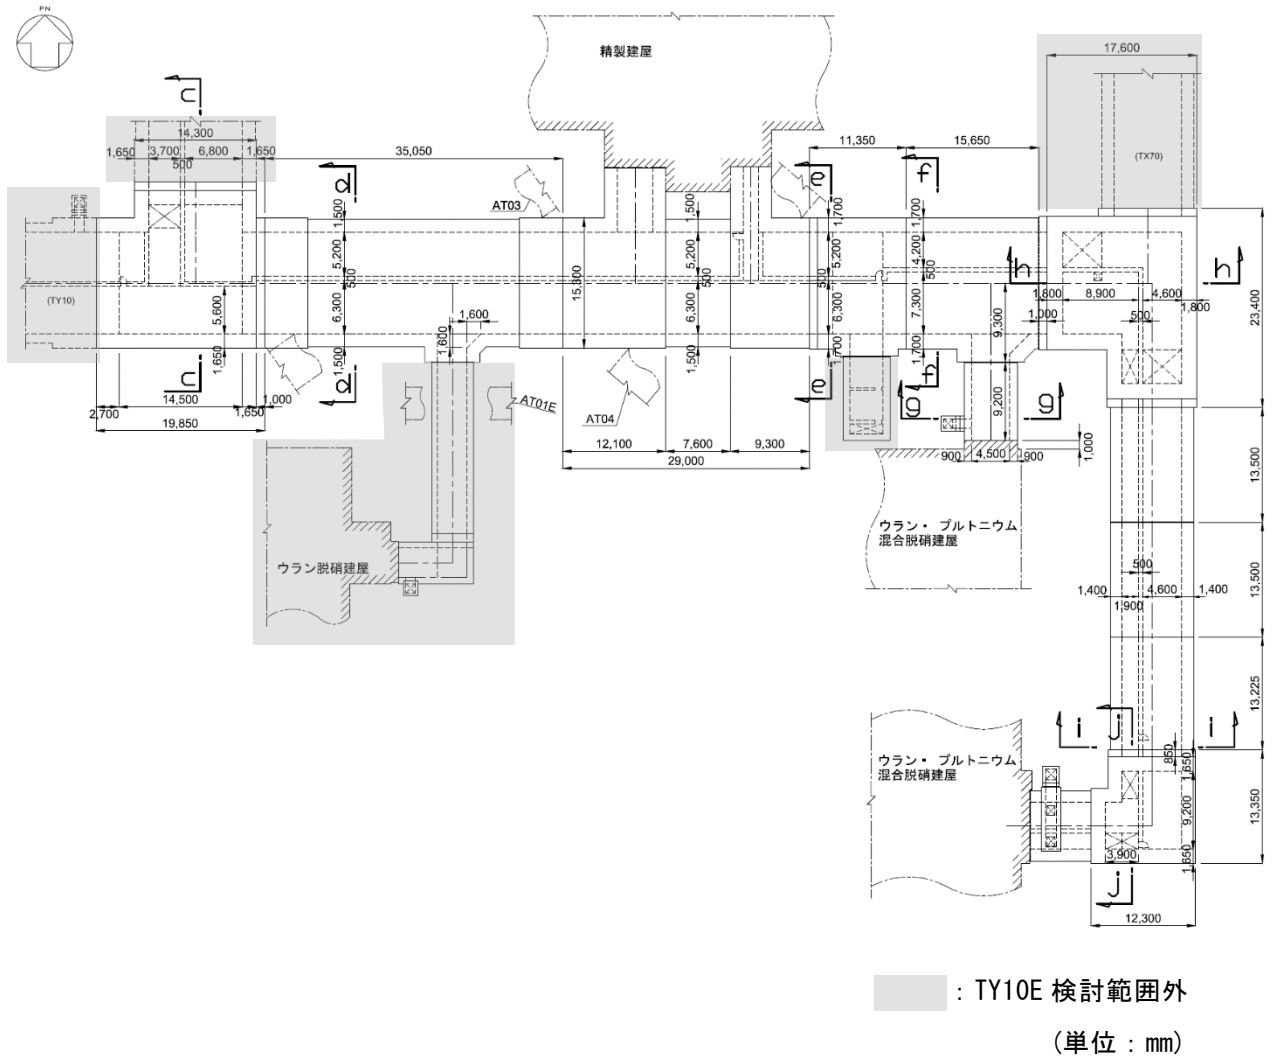 PN
精製建屋
17,600
(TX70)
c
14,300
1,650
3,700
6,800
1,650
500
35,050
11,350
15,650
d
e
f
AT03
1,500
1,500
1,700
1,700
5,200
5,200
5,200
4,200
500
500
500
500
15,300
6,300
6,300
6,300
7,300
9,300
h
h
(TY10)
5,600
1,650
1,600
1,600
1,800
8,900
4,600
1,800
1,000
500
23,400
1,500
1,500
1,700
1,700
c
d
e
f
g
g
AT01E
AT04
2,700
14,500
1,650
1,000
19,850
12,100
7,600
9,300
29,000
9,200
900
4,500
900
1,000
13,500
ウラン・ プルトニウム
混合脱硝建屋
ウラン脱硝建屋
500
1,400
4,600
1,400
1,900
13,500
13,225
i
j
i
ウラン・ プルトニウム
混合脱硝建屋
850
1,650
9,200
13,350
3,900
1,650
j
12,300
：TY10E 検討範囲外
(単位：mm)